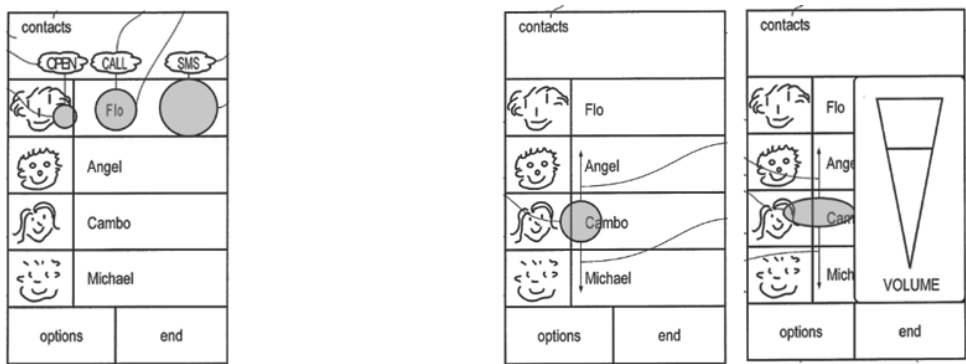 contacts
OPEN CALL SMS
Flo
Angel
Cambo
Michael
options end
contacts
Flo
Angel
Cambo
Michael
options end
contacts
Flo
Ange
Cam
Mich
VOLUME
options end